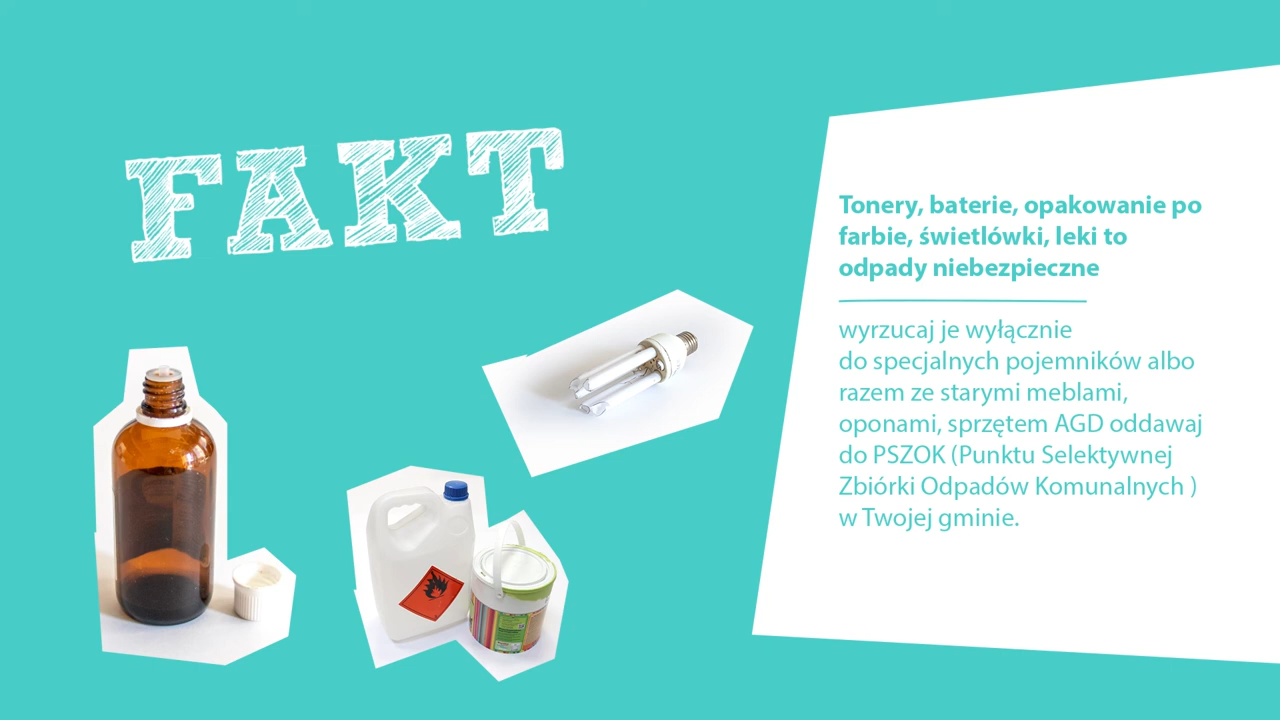 FAKT
Tonery, baterie, opakowanie po
farbie, świetlówki, leki to
odpady niebezpieczne
wyrzucaj je wyłącznie
do specjalnych pojemników albo
razem ze starymi meblami,
oponami, sprzętem AGD oddawaj
do PSZOK (Punktu Selektywnej
Zbiórki Odpadów Komunalnych )
w Twojej gminie.